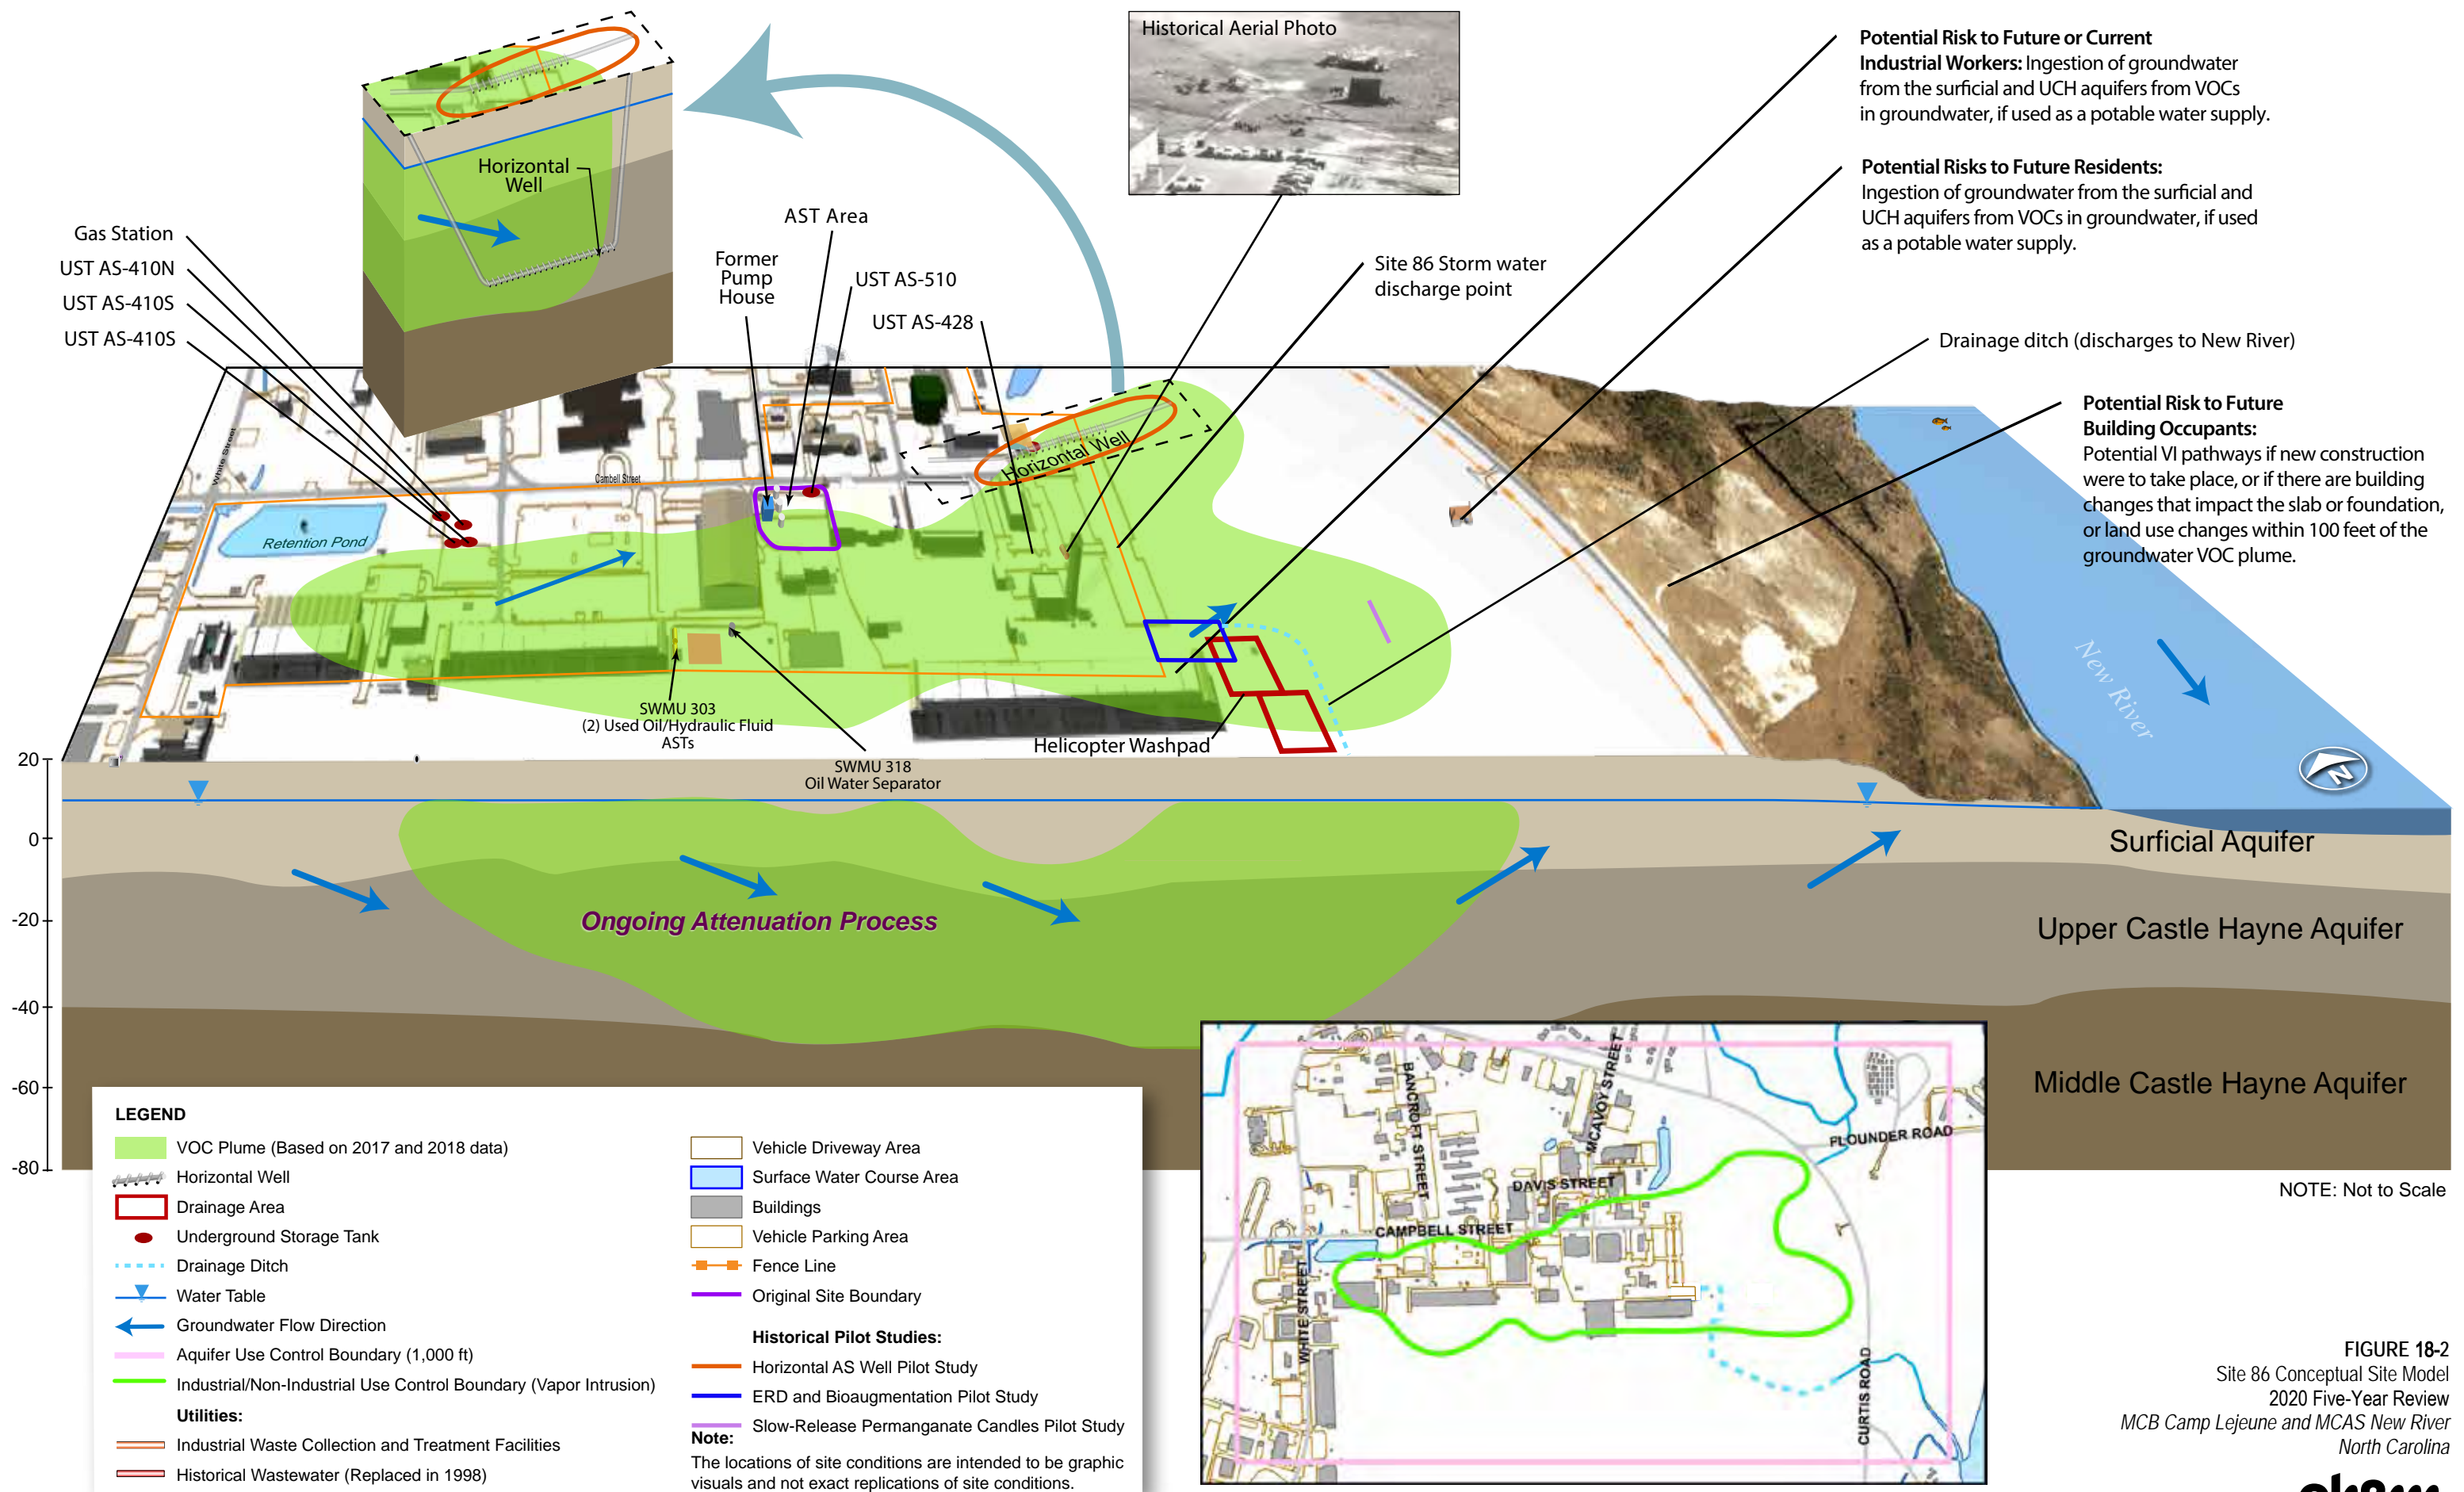 Historical Aerial Photo
Potential Risk to Future or Current
Industrial Workers: Ingestion of groundwater
from the surficial and UCH aquifers from VOCs
in groundwater, if used as a potable water supply.
Potential Risks to Future Residents:
Ingestion of groundwater from the surficial and
UCH aquifers from VOCs in groundwater, if used
as a potable water supply.
Horizontal
Well
Gas Station
UST AS-410N
UST AS-410S
UST AS-410S
AST Area
Former
Pump
House
UST AS-510
UST AS-428
Site 86 Storm water
discharge point
Drainage ditch (discharges to New River)
Potential Risk to Future
Building Occupants:
Potential VI pathways if new construction
were to take place, or if there are building
changes that impact the slab or foundation,
or land use changes within 100 feet of the
groundwater VOC plume.
White Street
Cambell Street
Horizontal Well
Retention Pond
New River
SWMU 303
(2) Used Oil/Hydraulic Fluid
ASTs
SWMU 318
Oil Water Separator
Helicopter Washpad
N
20
0
-20
-40
-60
-80
Ongoing Attenuation Process
Surficial Aquifer
Upper Castle Hayne Aquifer
Middle Castle Hayne Aquifer
LEGEND
VOC Plume (Based on 2017 and 2018 data)
Horizontal Well
Drainage Area
Underground Storage Tank
Drainage Ditch
Water Table
Groundwater Flow Direction
Aquifer Use Control Boundary (1,000 ft)
Industrial/Non-Industrial Use Control Boundary (Vapor Intrusion)
Utilities:
Industrial Waste Collection and Treatment Facilities
Historical Wastewater (Replaced in 1998)
Vehicle Driveway Area
Surface Water Course Area
Buildings
Vehicle Parking Area
Fence Line
Original Site Boundary
Historical Pilot Studies:
Horizontal AS Well Pilot Study
ERD and Bioaugmentation Pilot Study
Slow-Release Permanganate Candles Pilot Study
Note:
The locations of site conditions are intended to be graphic
visuals and not exact replications of site conditions.
BANCROFT STREET
MCAVOY STREET
FLOUNDER ROAD
DAVIS STREET
CAMPBELL STREET
WHITE STREET
CURTIS ROAD
NOTE: Not to Scale
FIGURE 18-2
Site 86 Conceptual Site Model
2020 Five-Year Review
MCB Camp Lejeune and MCAS New River
North Carolina